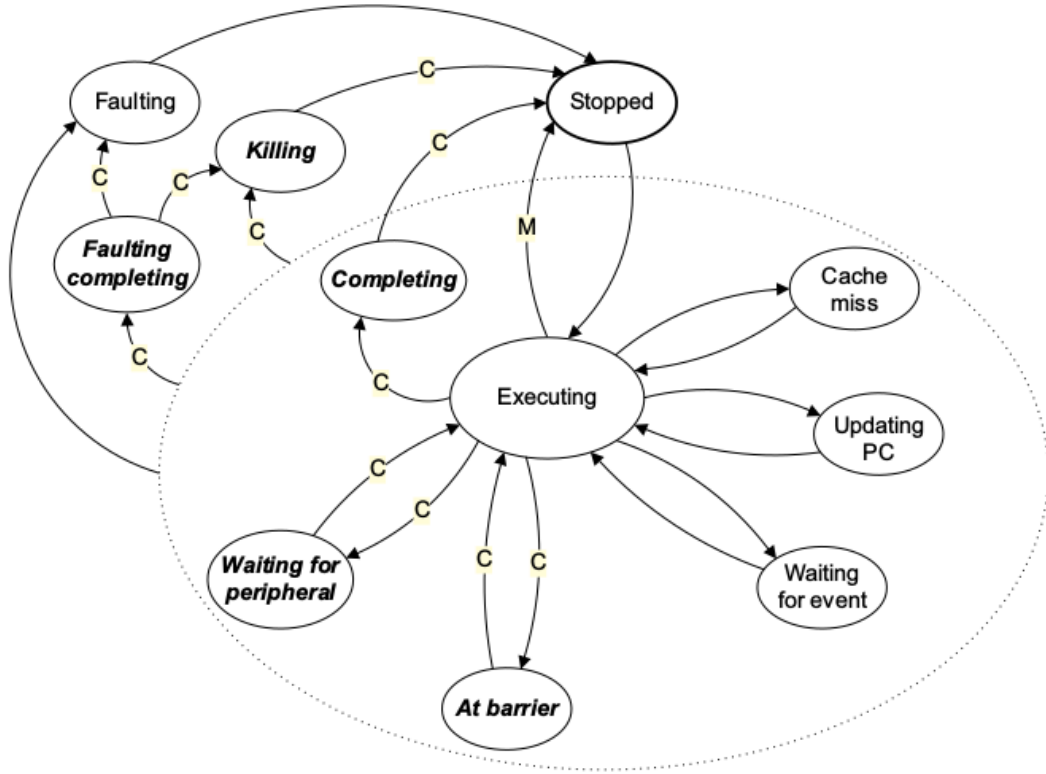 C
Faulting
Stopped
C
Killing
C
C
M
C
Faulting
completing
Completing
Cache
miss
C
C
Executing
Updating
PC
C
C
C
C
Waiting for
peripheral
Waiting
for event
At barrier